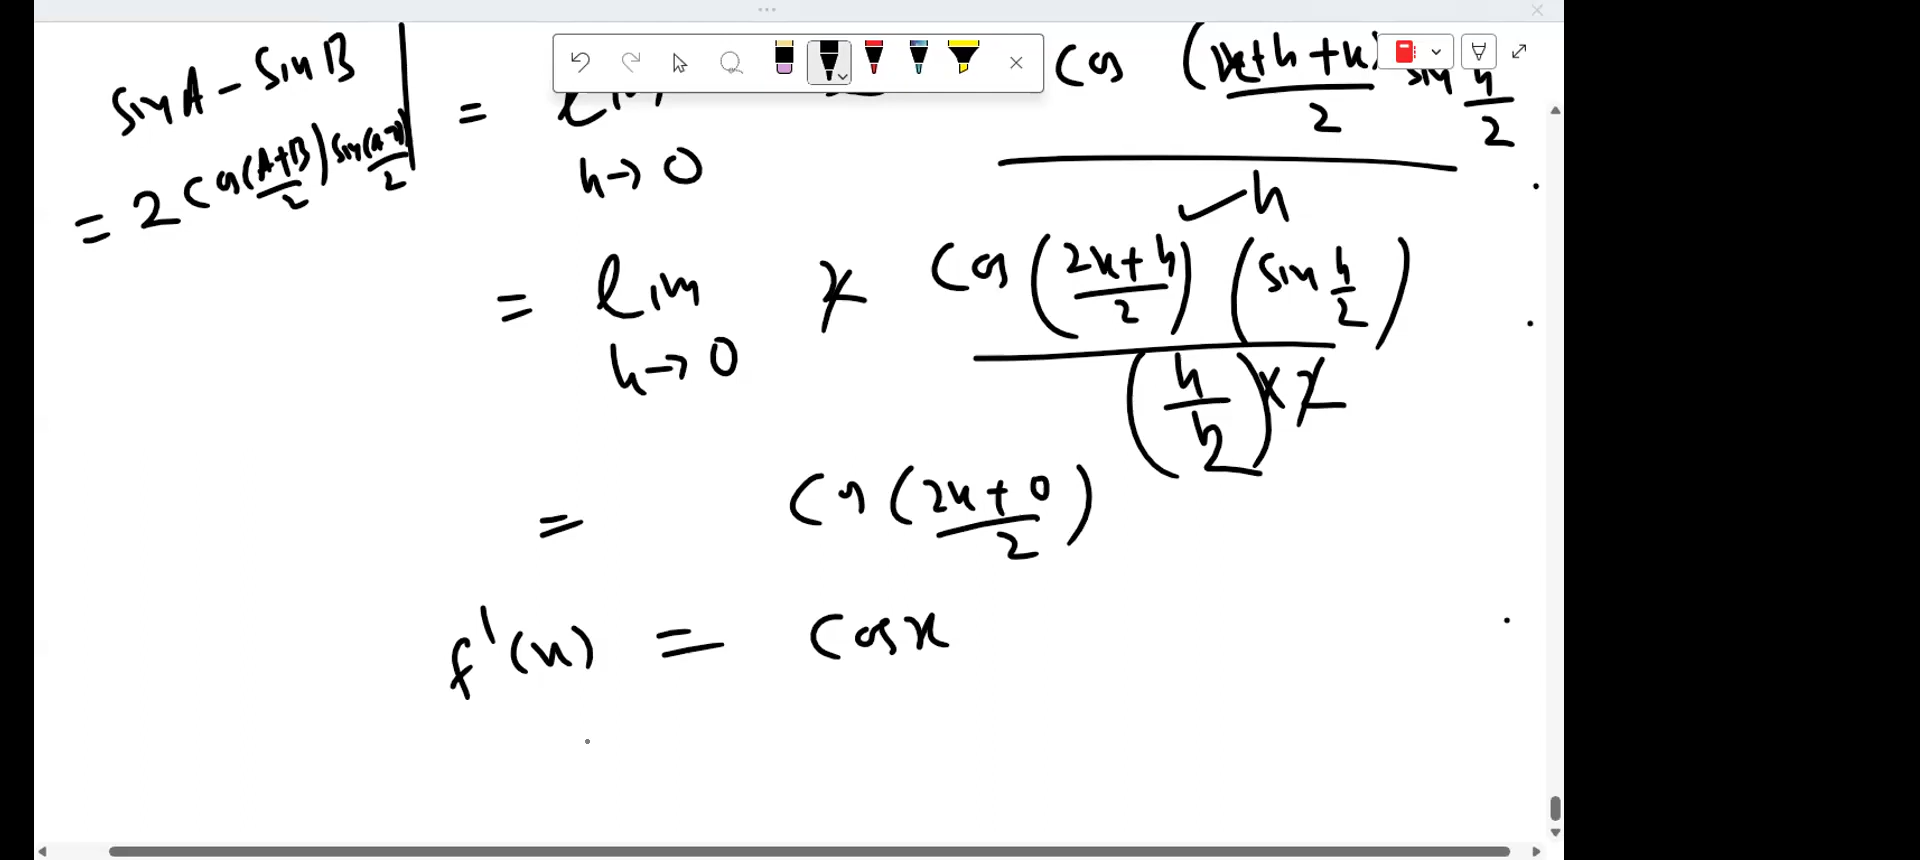 sin A - sin B
= 2 cos (A+B)/2) sin (A-B)/2
= lim h→0 cos (x+h+x)/2 sin h/2 / h
= lim h→0 2 cos (2x+h / 2) (sin h/2) / (h/2) × 2
= cos (2x+0 / 2)
f'(x) = cos x